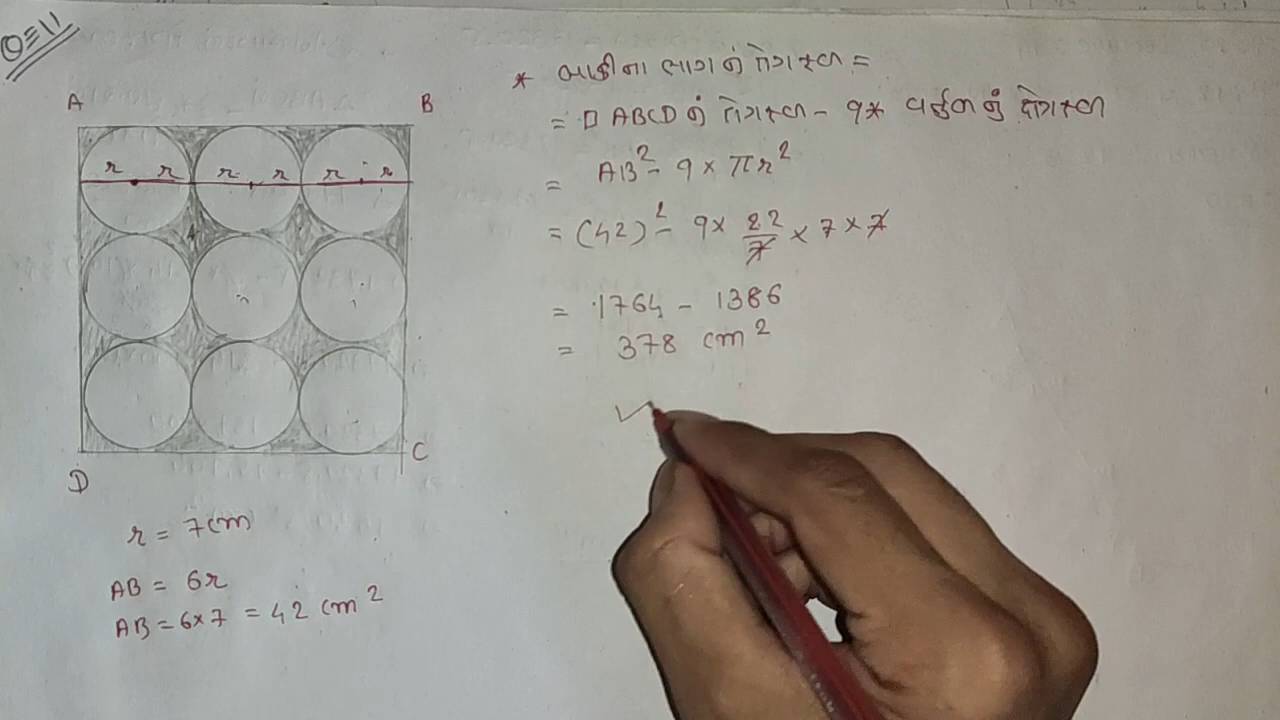 Q=11
A B
r r r r r r
D C
r = 7cm
AB = 6r
AB = 6×7 = 42 cm²
* બાકીના ભાગનું ક્ષેત્રફળ =
= □ ABCD નું ક્ષેત્રફળ - 9 * વર્તુળનું ક્ષેત્રફળ
= AB² - 9 × πr²
= (42)² - 9 × 22/7 × 7 × 7
= 1764 - 1386
= 378 cm²